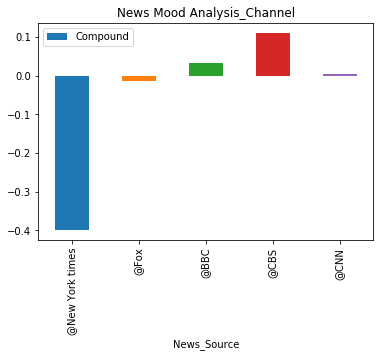 News Mood Analysis_Channel
Compound
0.1
0.0
−0.1
−0.2
−0.3
−0.4
@New York times
@Fox
@BBC
@CBS
@CNN
News_Source